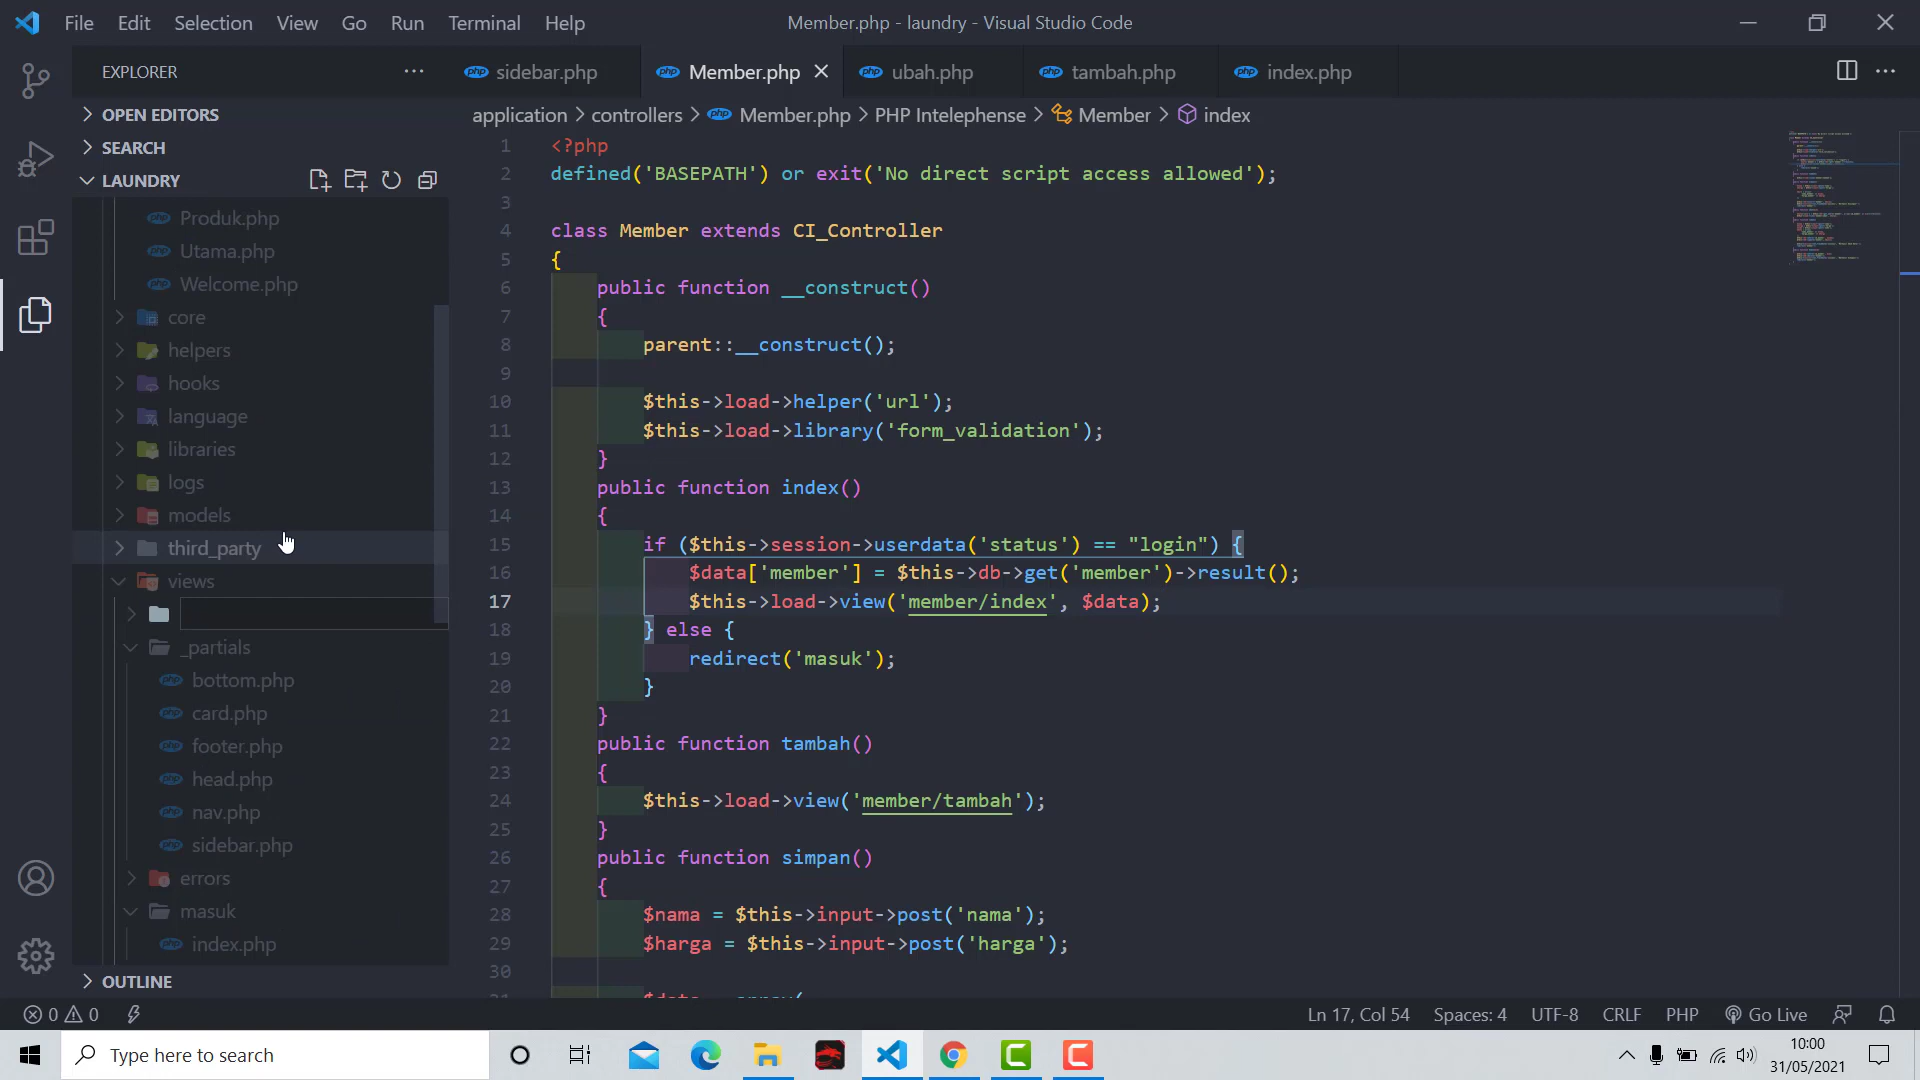 File Edit Selection View Go Run Terminal Help
Member.php - laundry - Visual Studio Code
EXPLORER
sidebar.php
Member.php
ubah.php
tambah.php
index.php
OPEN EDITORS
application > controllers > Member.php > PHP Intelephense > Member > index
SEARCH
LAUNDRY
Produk.php
Utama.php
Welcome.php
core
helpers
hooks
language
libraries
logs
models
third_party
views
_partials
bottom.php
card.php
footer.php
head.php
nav.php
sidebar.php
errors
masuk
index.php
OUTLINE
1 <?php
2 defined('BASEPATH') or exit('No direct script access allowed');
3
4 class Member extends CI_Controller
5 {
6 public function __construct()
7 {
8 parent::__construct();
9
10 $this->load->helper('url');
11 $this->load->library('form_validation');
12 }
13 public function index()
14 {
15 if ($this->session->userdata('status') == "login") {
16 $data['member'] = $this->db->get('member')->result();
17 $this->load->view('member/index', $data);
18 } else {
19 redirect('masuk');
20 }
21 }
22 public function tambah()
23 {
24 $this->load->view('member/tambah');
25 }
26 public function simpan()
27 {
28 $nama = $this->input->post('nama');
29 $harga = $this->input->post('harga');
30
0 0
Ln 17, Col 54
Spaces: 4
UTF-8
CRLF
PHP
Go Live
Type here to search
10:00
31/05/2021